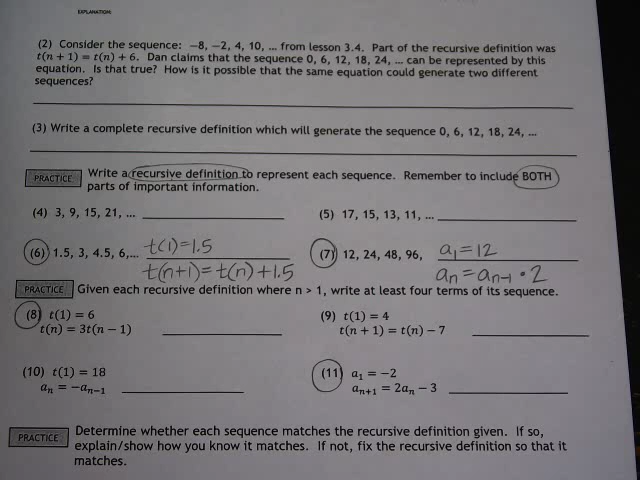 EXPLANATION:
(2) Consider the sequence: −8, −2, 4, 10, ... from lesson 3.4. Part of the recursive definition was
t(n + 1) = t(n) + 6. Dan claims that the sequence 0, 6, 12, 18, 24, ... can be represented by this
equation. Is that true? How is it possible that the same equation could generate two different
sequences?
(3) Write a complete recursive definition which will generate the sequence 0, 6, 12, 18, 24, ...
PRACTICE Write a recursive definition to represent each sequence. Remember to include BOTH
parts of important information.
(4) 3, 9, 15, 21, ... (5) 17, 15, 13, 11, ...
(6) 1.5, 3, 4.5, 6,... t(1)=1.5 (7) 12, 24, 48, 96, a₁=12
t(n+1)=t(n)+1.5 aₙ=aₙ₋₁•2
PRACTICE Given each recursive definition where n > 1, write at least four terms of its sequence.
(8) t(1) = 6 (9) t(1) = 4
t(n) = 3t(n − 1) t(n + 1) = t(n) − 7
(10) t(1) = 18 (11) a₁ = −2
aₙ = −aₙ₋₁ aₙ₊₁ = 2aₙ − 3
PRACTICE Determine whether each sequence matches the recursive definition given. If so,
explain/show how you know it matches. If not, fix the recursive definition so that it
matches.